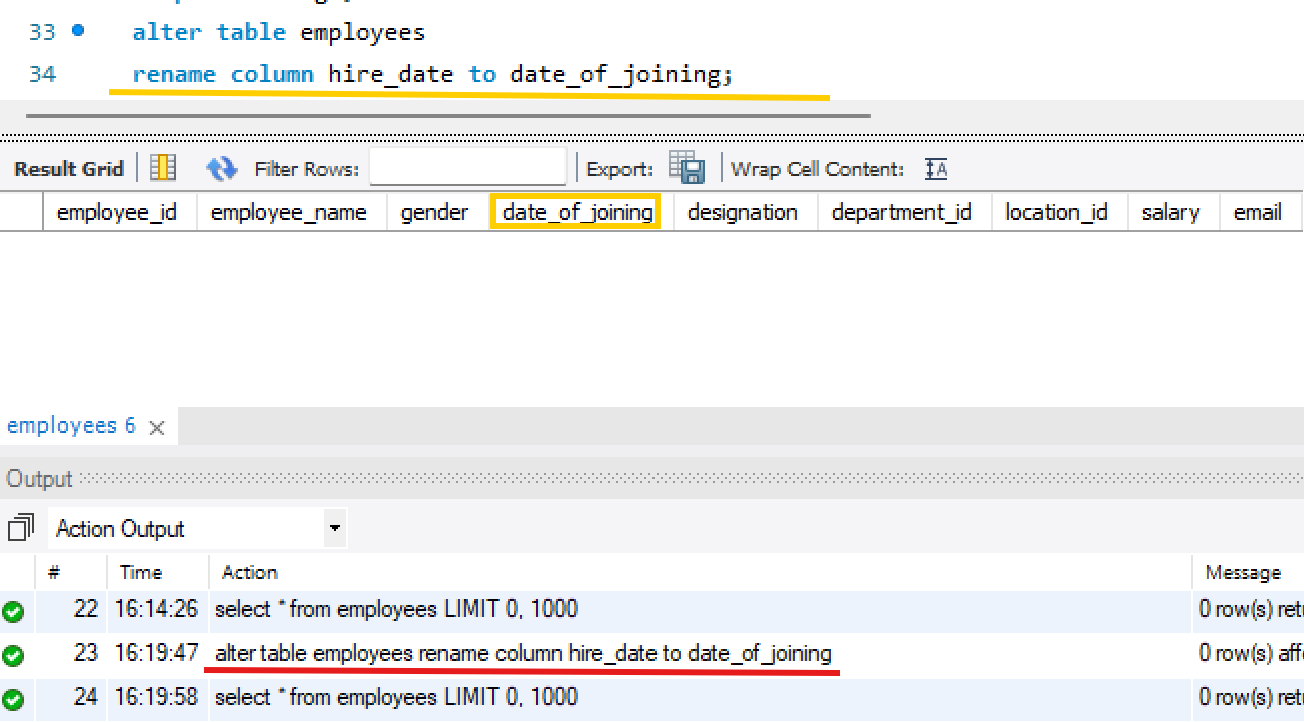 33 alter table employees
34 rename column hire_date to date_of_joining;
Result Grid Filter Rows: Export: Wrap Cell Content:
employee_id employee_name gender date_of_joining designation department_id location_id salary email
employees 6
Output
Action Output
# Time Action Message
22 16:14:26 select * from employees LIMIT 0, 1000 0 row(s) retu
23 16:19:47 alter table employees rename column hire_date to date_of_joining 0 row(s) affe
24 16:19:58 select * from employees LIMIT 0, 1000 0 row(s) retu